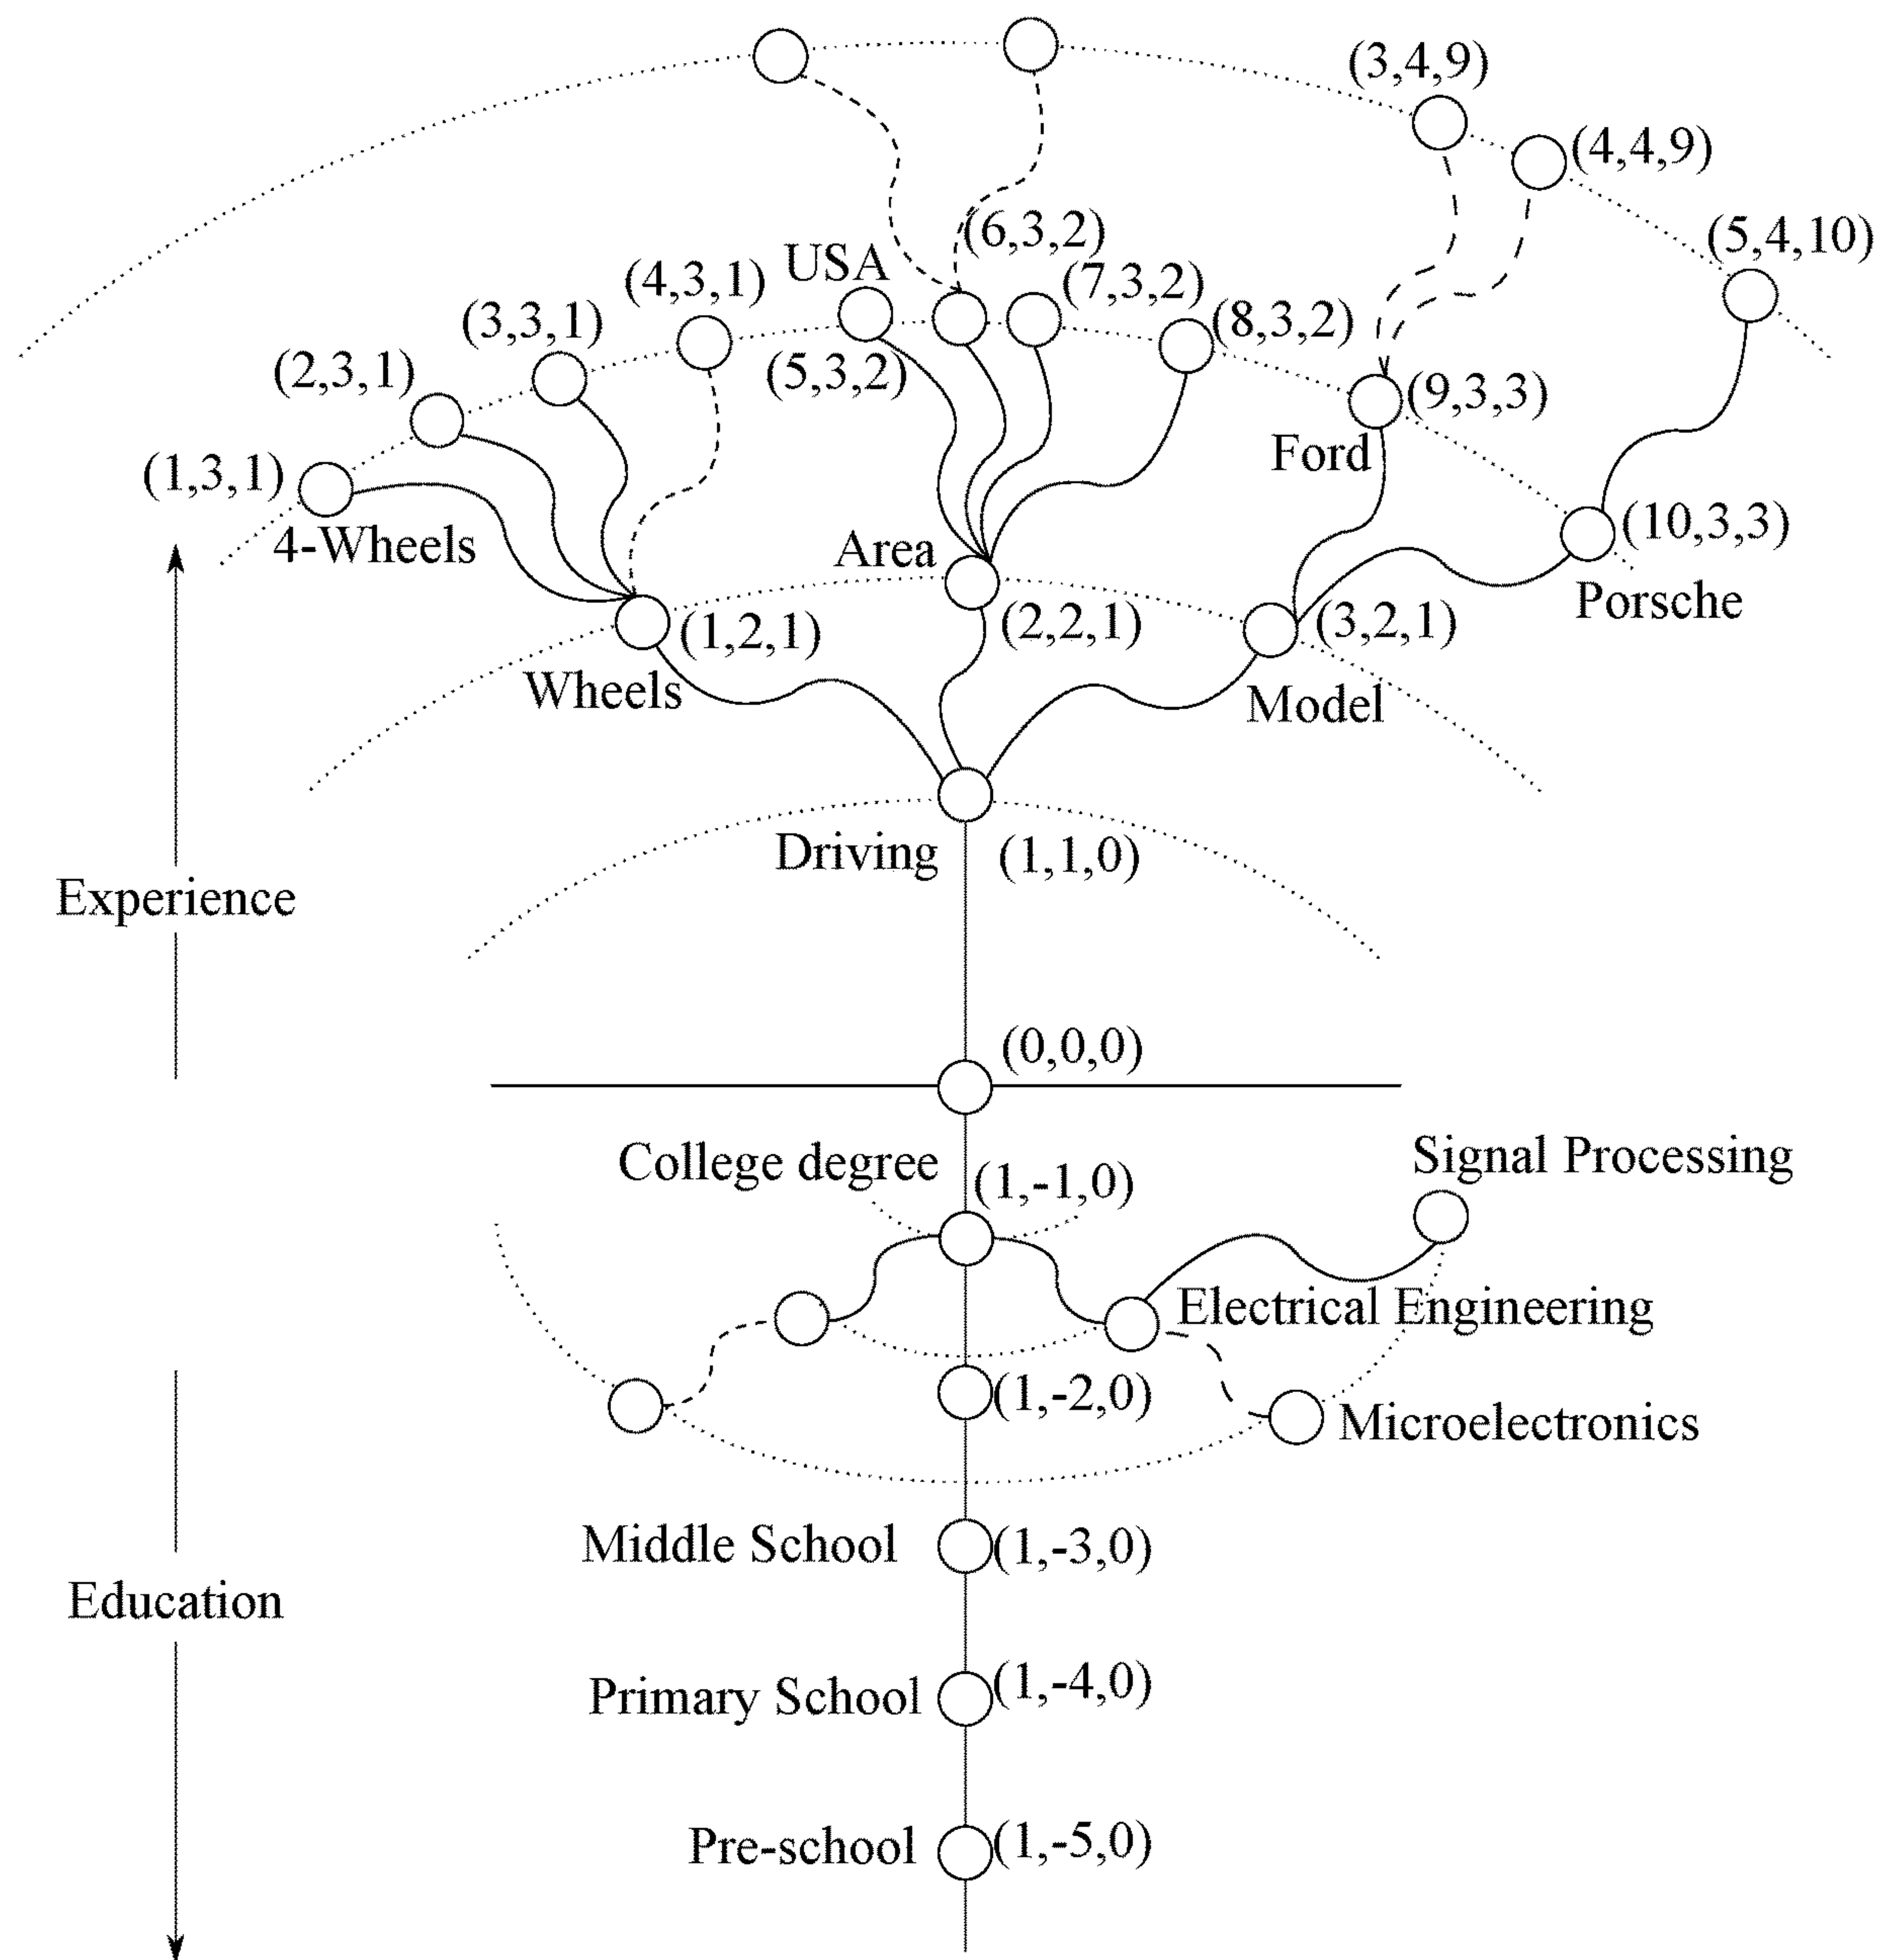 (3,4,9)
(4,4,9)
(5,4,10)
(6,3,2)
USA
(7,3,2)
(4,3,1)
(3,3,1)
(8,3,2)
(2,3,1)
(5,3,2)
(9,3,3)
Ford
(1,3,1)
4-Wheels
(10,3,3)
Area
Porsche
(1,2,1)
(2,2,1)
(3,2,1)
Wheels
Model
Driving
(1,1,0)
Experience
(0,0,0)
College degree
(1,-1,0)
Signal Processing
Electrical Engineering
(1,-2,0)
Microelectronics
Middle School
(1,-3,0)
Education
Primary School
(1,-4,0)
Pre-school
(1,-5,0)